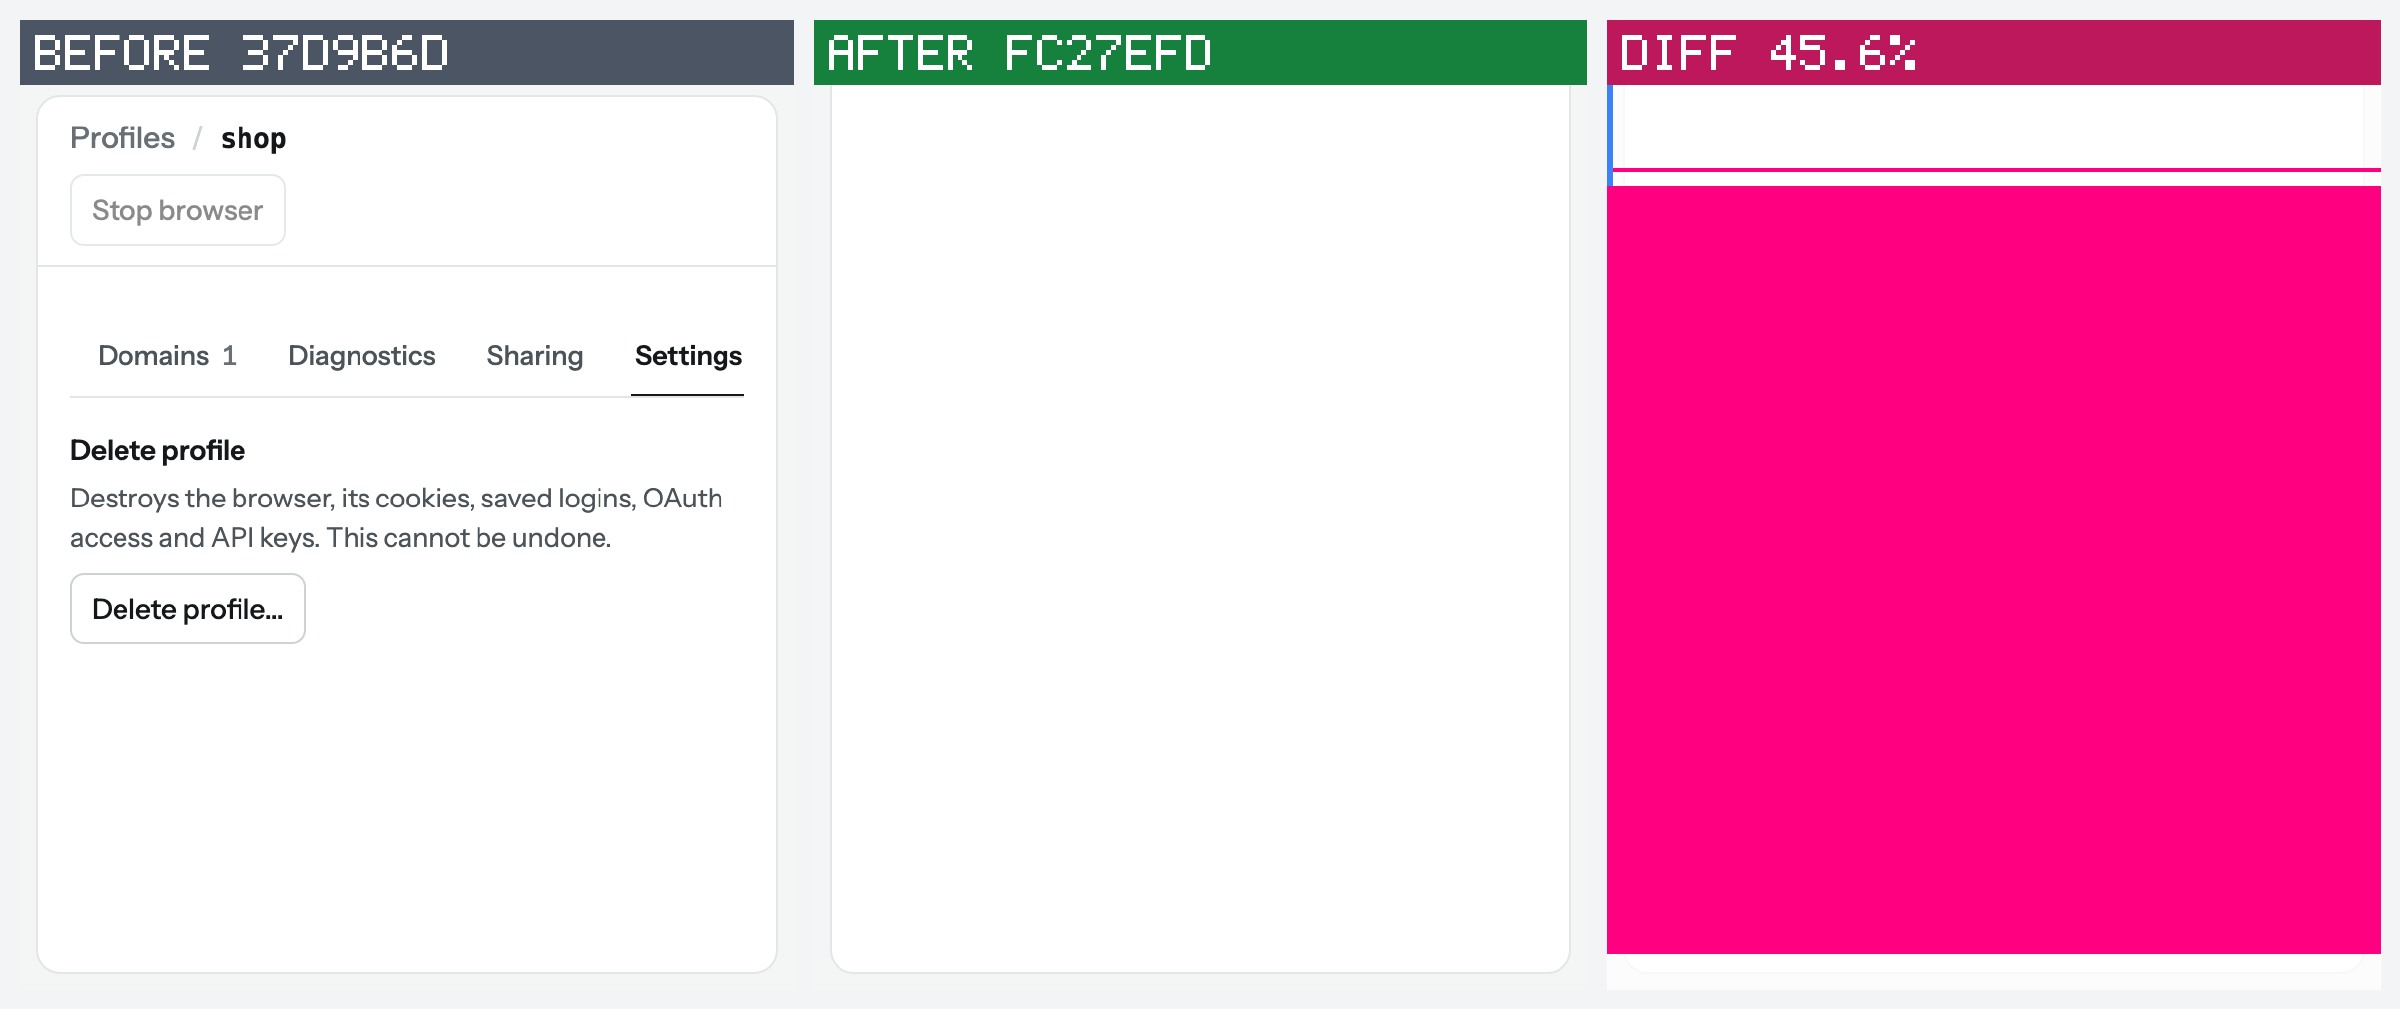 BEFORE 37D9B6D
Profiles / shop
Stop browser
Domains 1 Diagnostics Sharing Settings
Delete profile
Destroys the browser, its cookies, saved logins, OAuth
access and API keys. This cannot be undone.
Delete profile...
AFTER FC27EFD
DIFF 45.6%